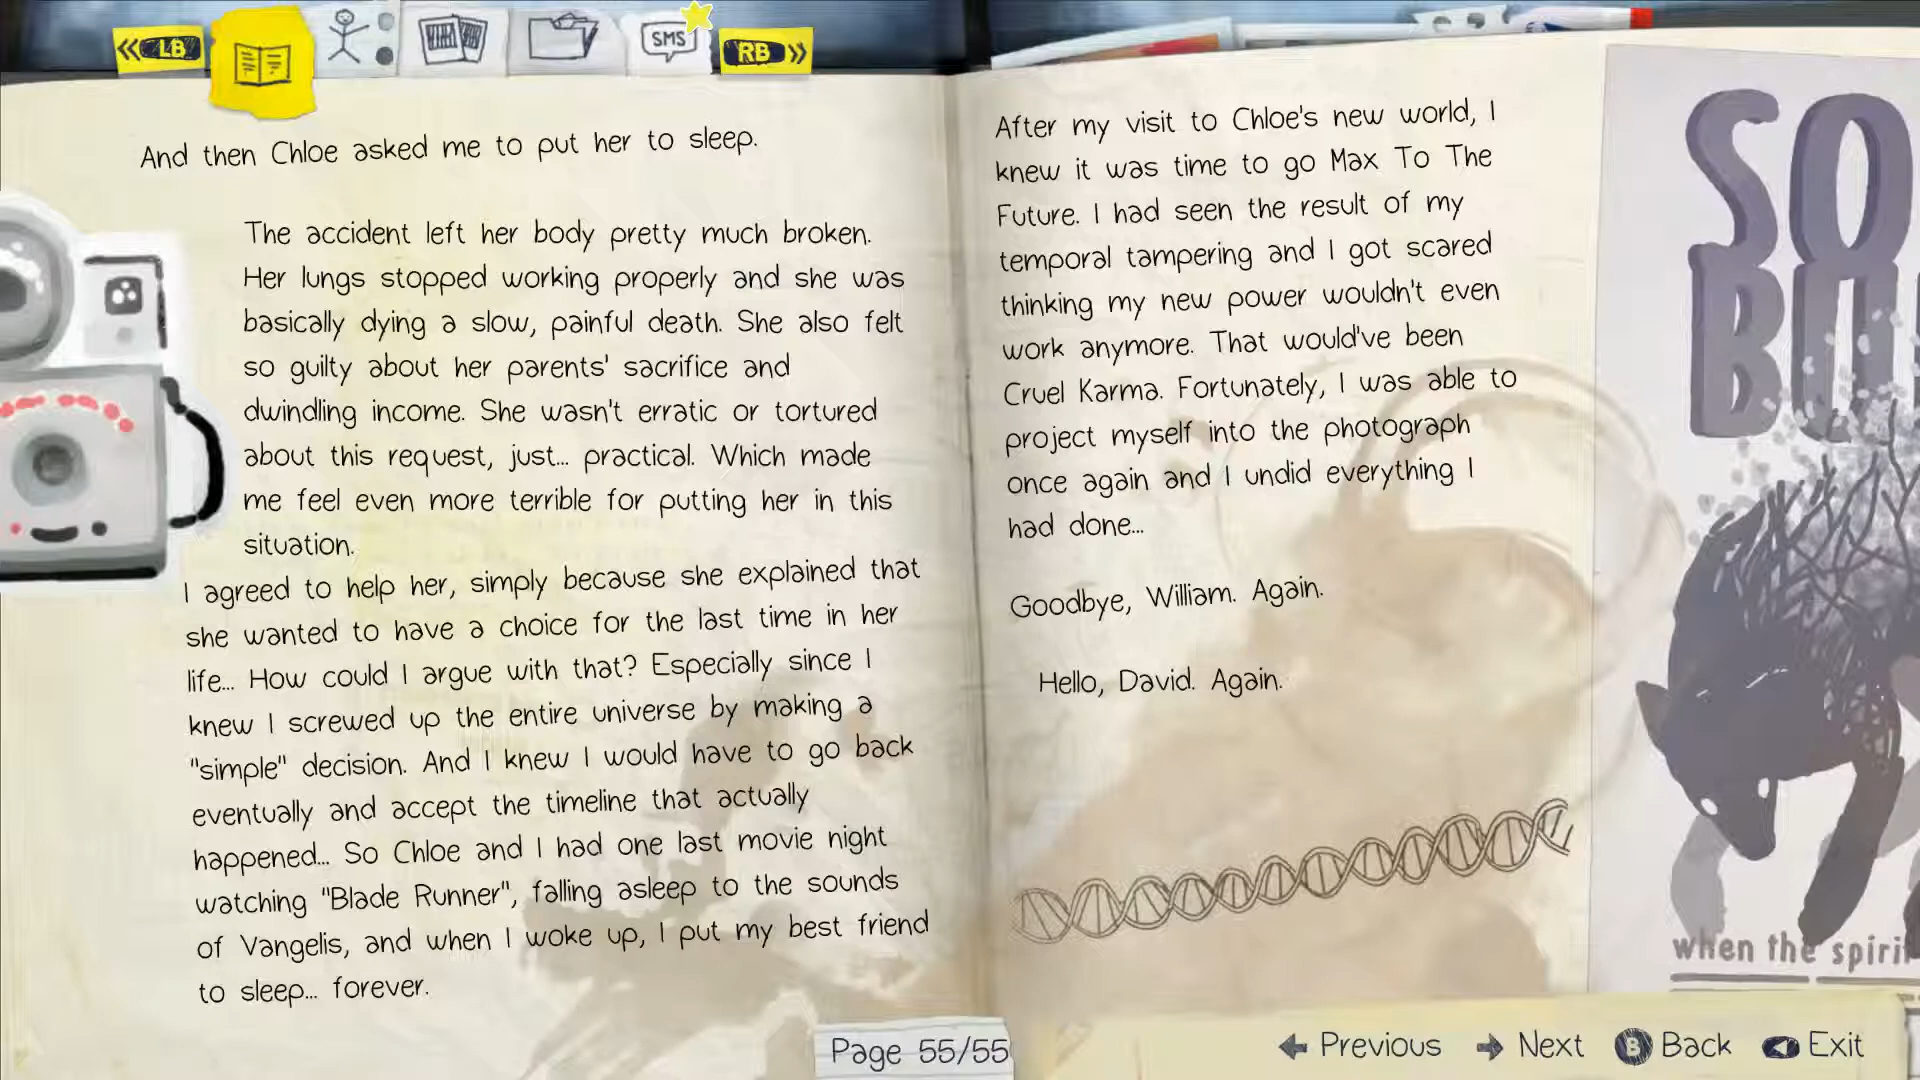 LB
SMS
RB
And then Chloe asked me to put her to sleep.
The accident left her body pretty much broken.
Her lungs stopped working properly and she was
basically dying a slow, painful death. She also felt
so guilty about her parents' sacrifice and
dwindling income. She wasn't erratic or tortured
about this request, just... practical. Which made
me feel even more terrible for putting her in this
situation.
I agreed to help her, simply because she explained that
she wanted to have a choice for the last time in her
life... How could I argue with that? Especially since I
knew I screwed up the entire universe by making a
"simple" decision. And I knew I would have to go back
eventually and accept the timeline that actually
happened... So Chloe and I had one last movie night
watching "Blade Runner", falling asleep to the sounds
of Vangelis, and when I woke up, I put my best friend
to sleep... forever.
After my visit to Chloe's new world, I
knew it was time to go Max To The
Future. I had seen the result of my
temporal tampering and I got scared
thinking my new power wouldn't even
work anymore. That would've been
Cruel Karma. Fortunately, I was able to
project myself into the photograph
once again and I undid everything I
had done...
Goodbye, William. Again.
Hello, David. Again.
SO
when the
Page 55/55
Previous
Next
B Back
Exit